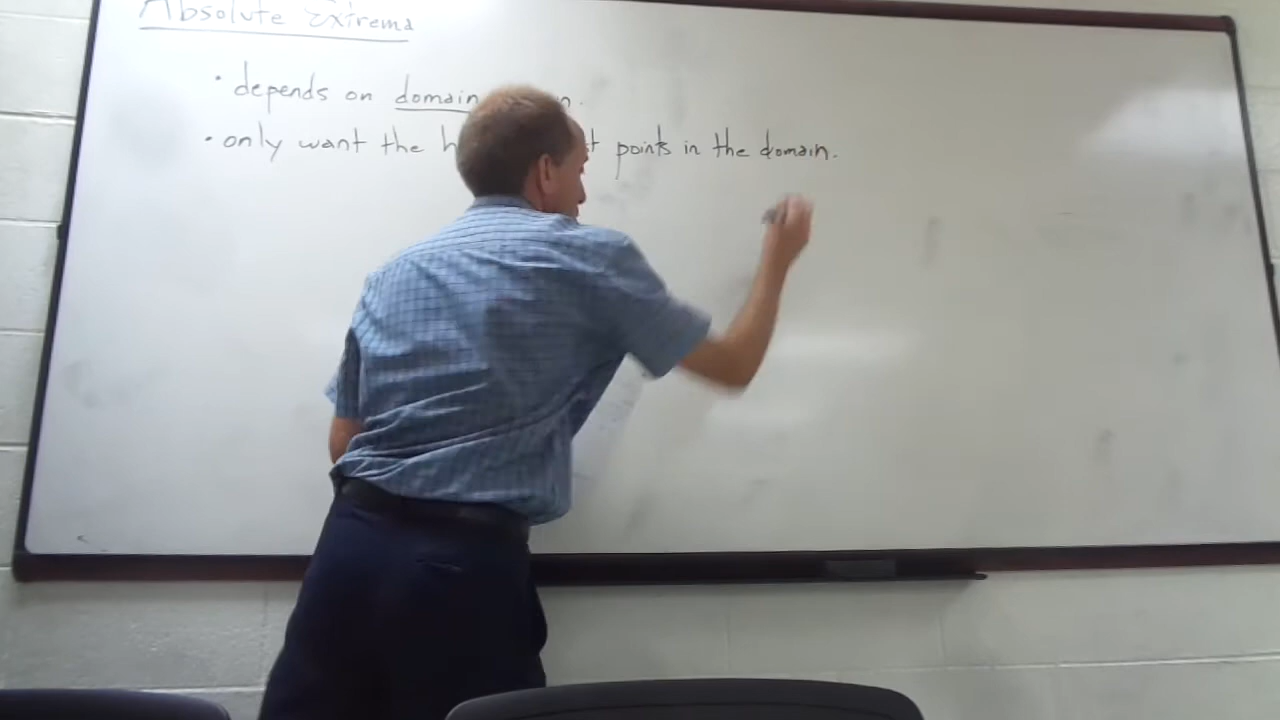 Absolute Extrema
• depends on domain
• only want the points in the domain.